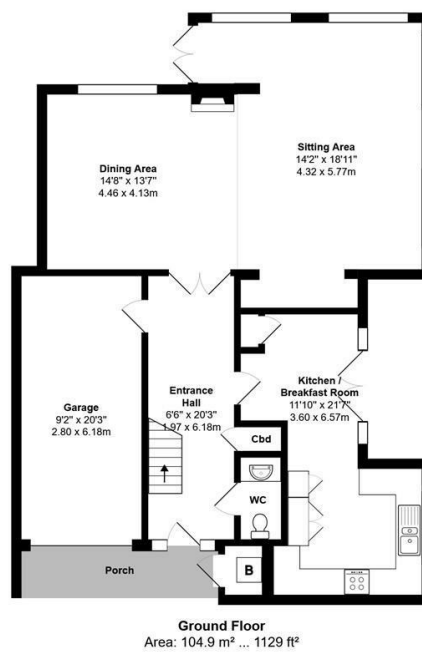 Dining Area
14'8" x 13'7"
4.46 x 4.13m
Sitting Area
14'2" x 18'11"
4.32 x 5.77m
Garage
9'2" x 20'3"
2.80 x 6.18m
Entrance
Hall
6'6" x 20'3"
1.97 x 6.18m
Kitchen /
Breakfast Room
11'10" x 21'7"
3.60 x 6.57m
Cbd
WC
Porch
B
Ground Floor
Area: 104.9 m² ... 1129 ft²